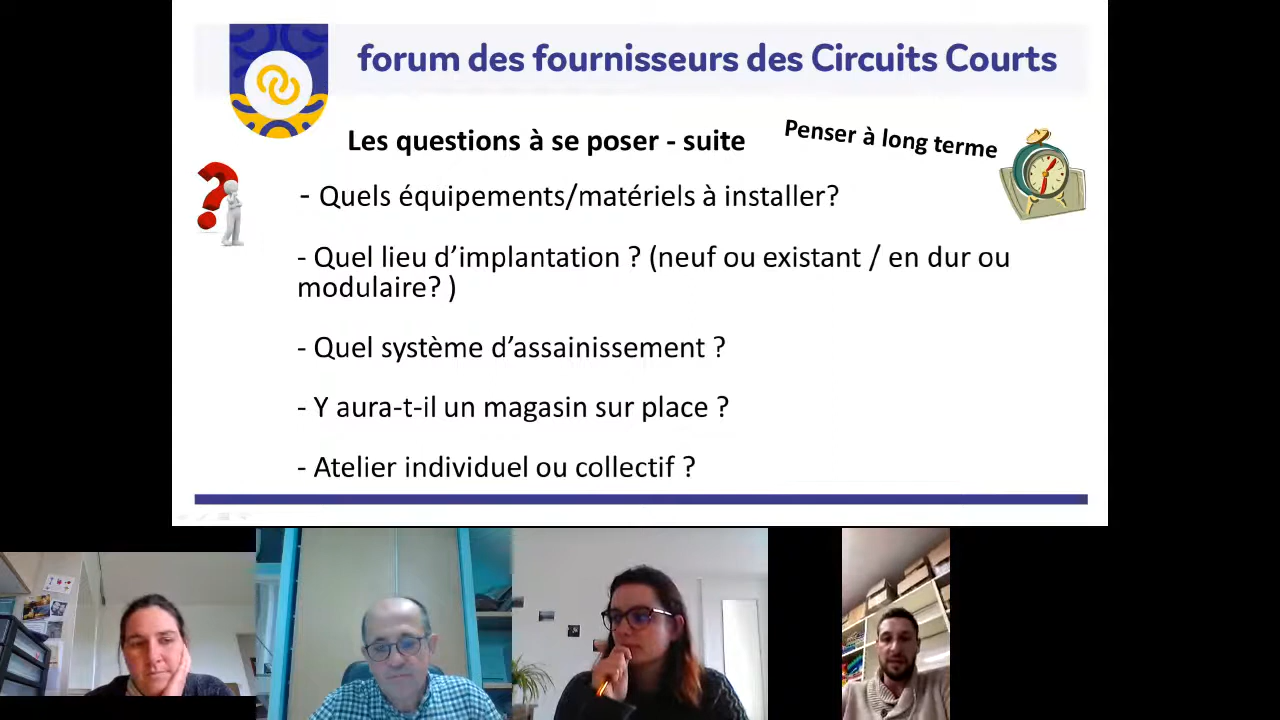 forum des fournisseurs des Circuits Courts
Les questions à se poser - suite
Penser à long terme
- Quels équipements/matériels à installer?
- Quel lieu d’implantation ? (neuf ou existant / en dur ou
modulaire? )
- Quel système d’assainissement ?
- Y aura-t-il un magasin sur place ?
- Atelier individuel ou collectif ?